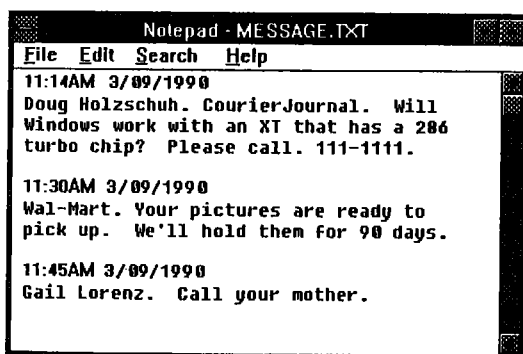 Notepad - MESSAGE.TXT
File Edit Search Help
11:14AM 3/09/1990
Doug Holzschuh. CourierJournal. Will
Windows work with an XT that has a 286
turbo chip? Please call. 111-1111.
11:30AM 3/09/1990
Wal-Mart. Your pictures are ready to
pick up. We'll hold them for 90 days.
11:45AM 3/09/1990
Gail Lorenz. Call your mother.